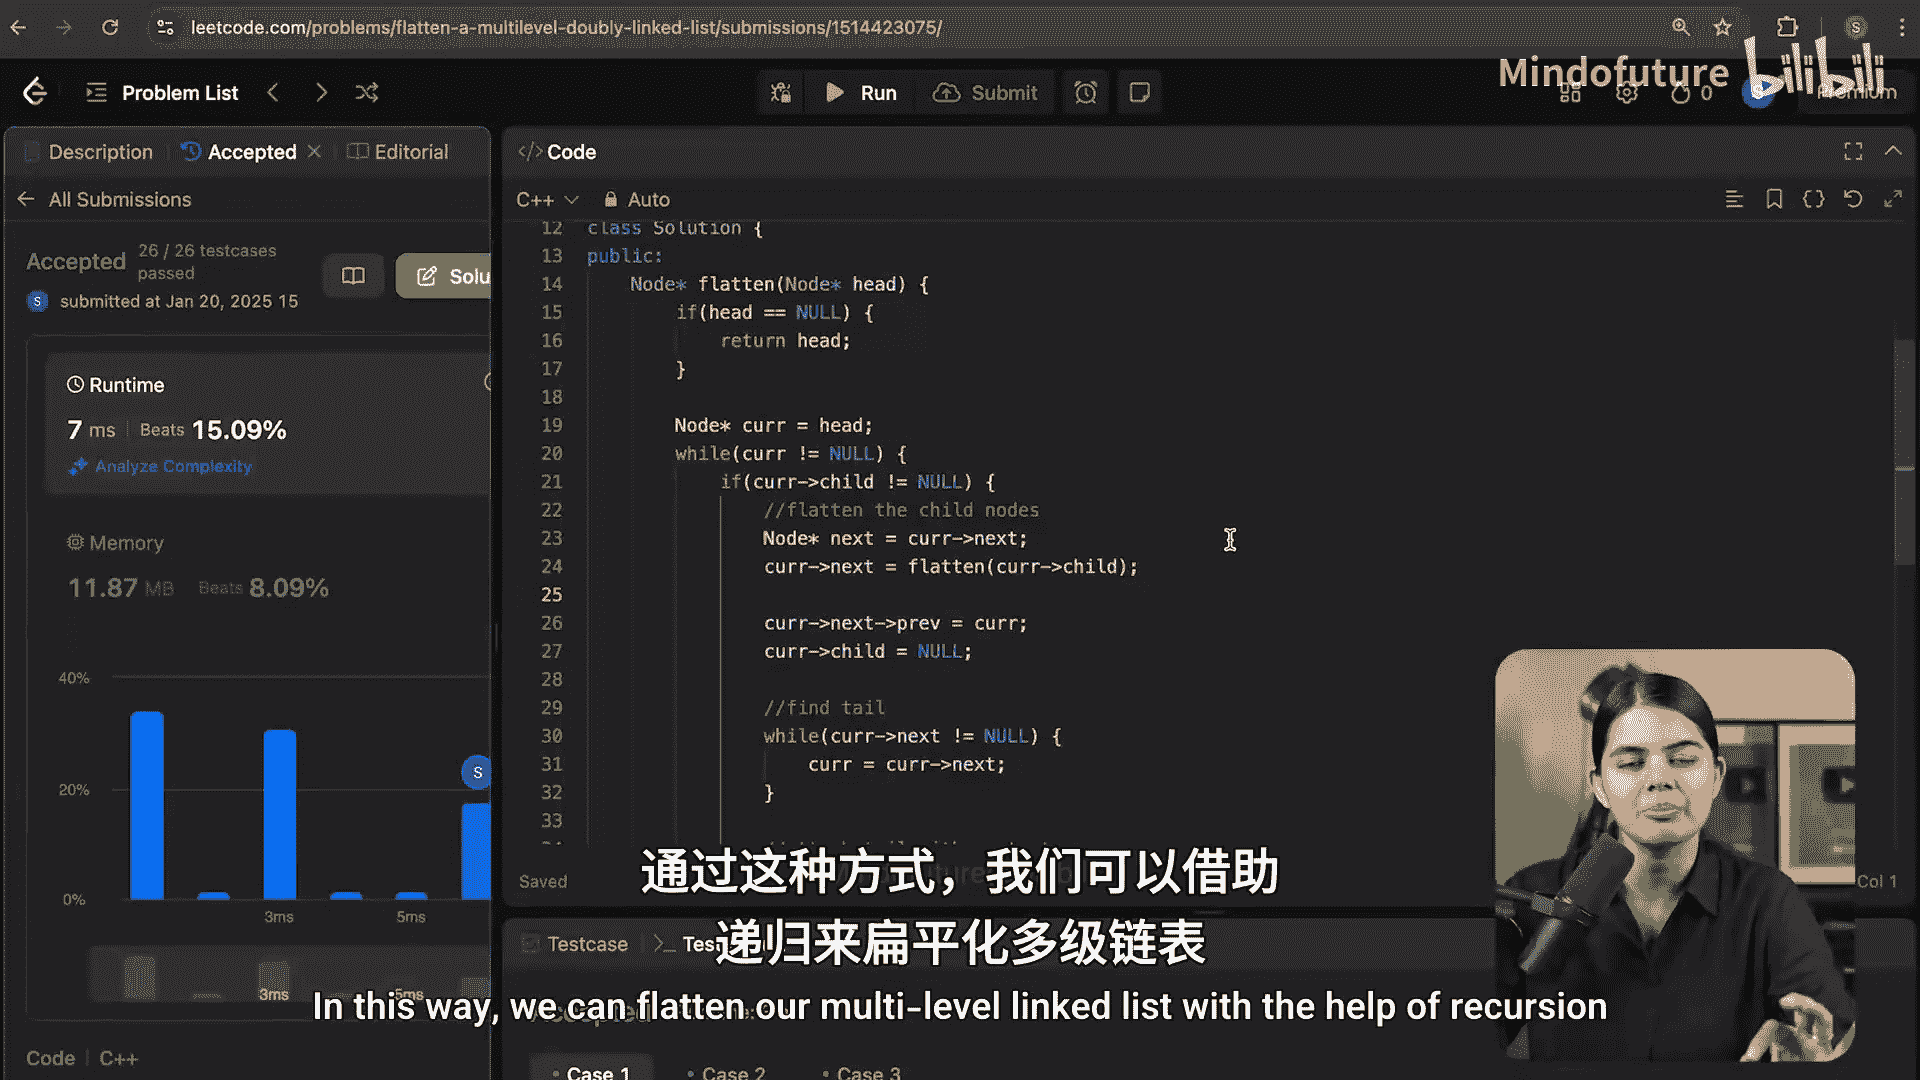 leetcode.com/problems/flatten-a-multilevel-doubly-linked-list/submissions/1514423075/
S
Mindofuture
bilibili
Problem List
Run
Submit
0
Premium
Description
Accepted
Editorial
</> Code
All Submissions
C++
Auto
Accepted
26 / 26 testcases
passed
Solu
S submitted at Jan 20, 2025 15
Runtime
7 ms | Beats 15.09%
Analyze Complexity
Memory
11.87 MB Beats 8.09%
40%
20%
0%
S
3ms
5ms
3ms
5ms
Code | C++
12 class Solution {
13 public:
14 Node* flatten(Node* head) {
15 if(head == NULL) {
16 return head;
17 }
18
19 Node* curr = head;
20 while(curr != NULL) {
21 if(curr->child != NULL) {
22 //flatten the child nodes
23 Node* next = curr->next;
24 curr->next = flatten(curr->child);
25
26 curr->next->prev = curr;
27 curr->child = NULL;
28
29 //find tail
30 while(curr->next != NULL) {
31 curr = curr->next;
32 }
33
Saved
Col 1
Testcase
通过这种方式，我们可以借助
递归来扁平化多级链表
In this way, we can flatten our multi-level linked list with the help of recursion
Case 1
Case 2
Case 3